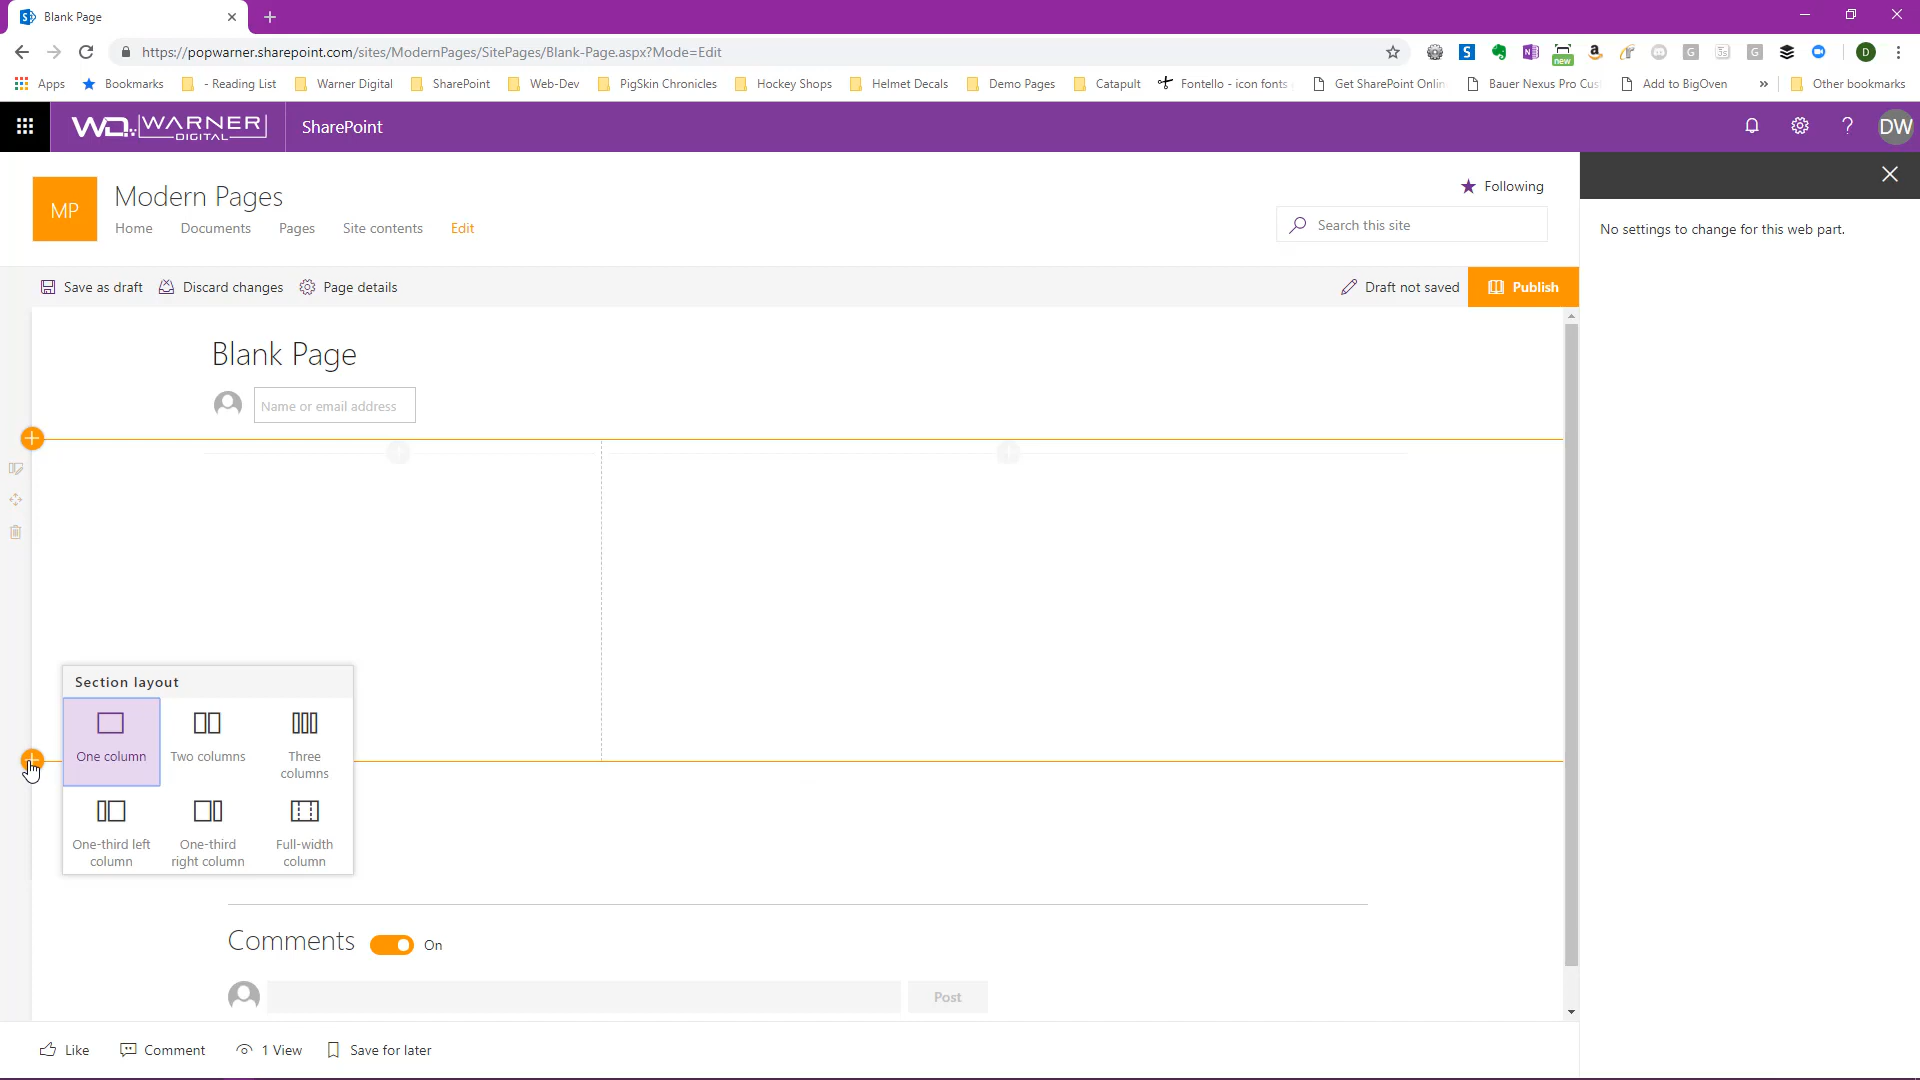 Blank Page
https://popwarner.sharepoint.com/sites/ModernPages/SitePages/Blank-Page.aspx?Mode=Edit
new
D
Apps
Bookmarks
- Reading List
Warner Digital
SharePoint
Web-Dev
PigSkin Chronicles
Hockey Shops
Helmet Decals
Demo Pages
Catapult
Fontello - icon fonts
Get SharePoint Onlin
Bauer Nexus Pro Cus
Add to BigOven
»
Other bookmarks
WD.. WARNER DIGITAL
SharePoint
?
DW
MP
Modern Pages
Home
Documents
Pages
Site contents
Edit
Following
Search this site
No settings to change for this web part.
Save as draft
Discard changes
Page details
Draft not saved
Publish
Blank Page
Name or email address
Section layout
One column
Two columns
Three
columns
One-third left
column
One-third
right column
Full-width
column
Comments
On
Post
Like
Comment
1 View
Save for later